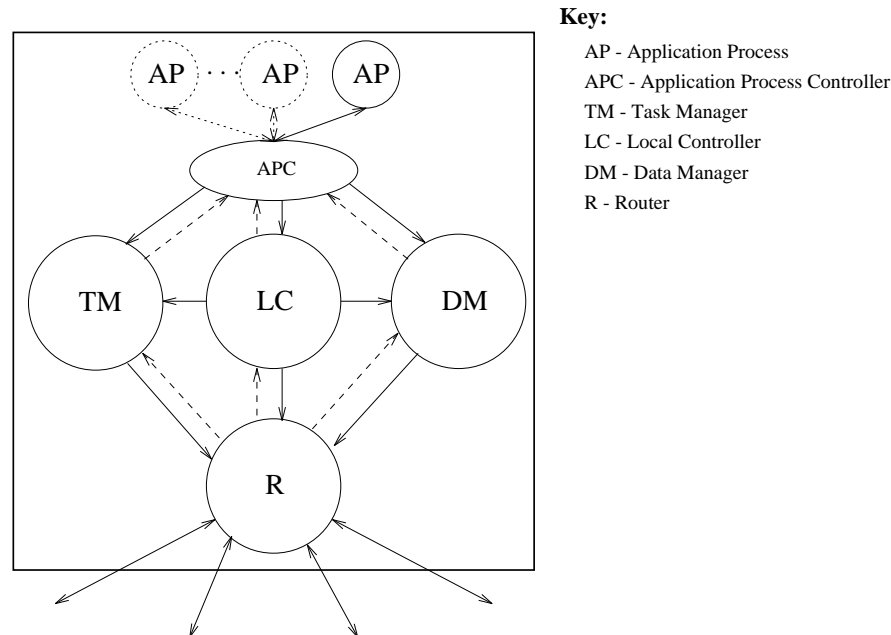 AP ... AP AP
APC
TM LC DM
R
Key:
AP - Application Process
APC - Application Process Controller
TM - Task Manager
LC - Local Controller
DM - Data Manager
R - Router